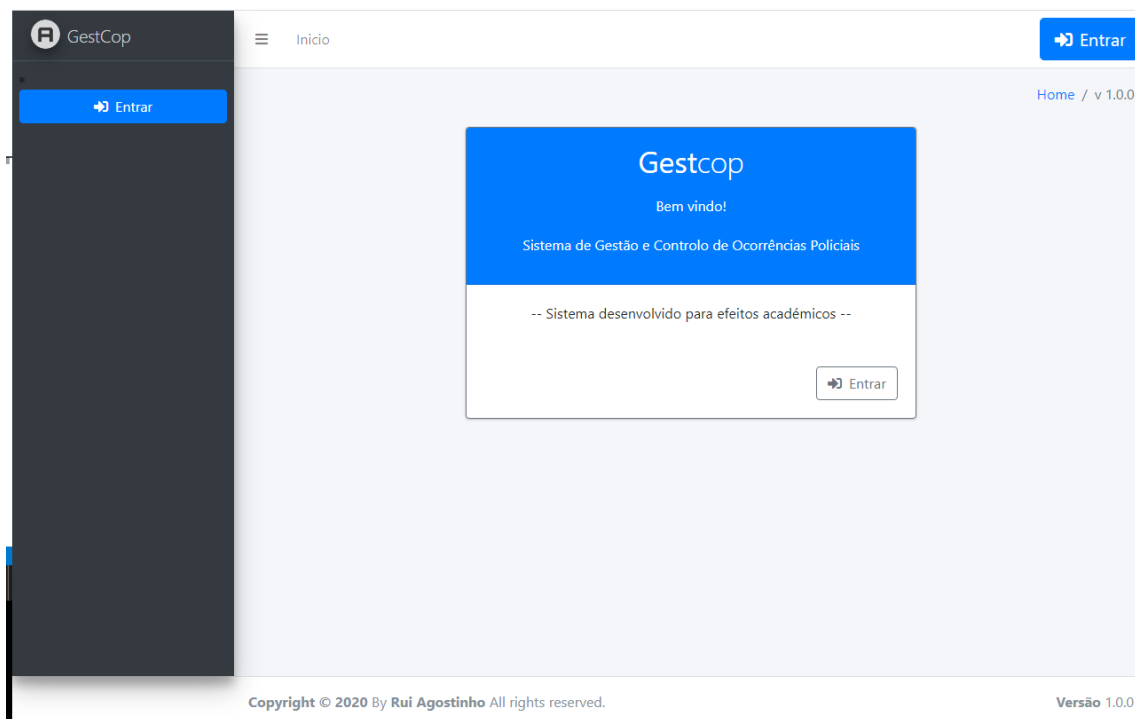 GestCop
Inicio
Entrar
Entrar
Home / v 1.0.0
Gestcop
Bem vindo!
Sistema de Gestão e Controlo de Ocorrências Policiais
-- Sistema desenvolvido para efeitos académicos --
Entrar
Copyright © 2020 By Rui Agostinho All rights reserved.
Versão 1.0.0